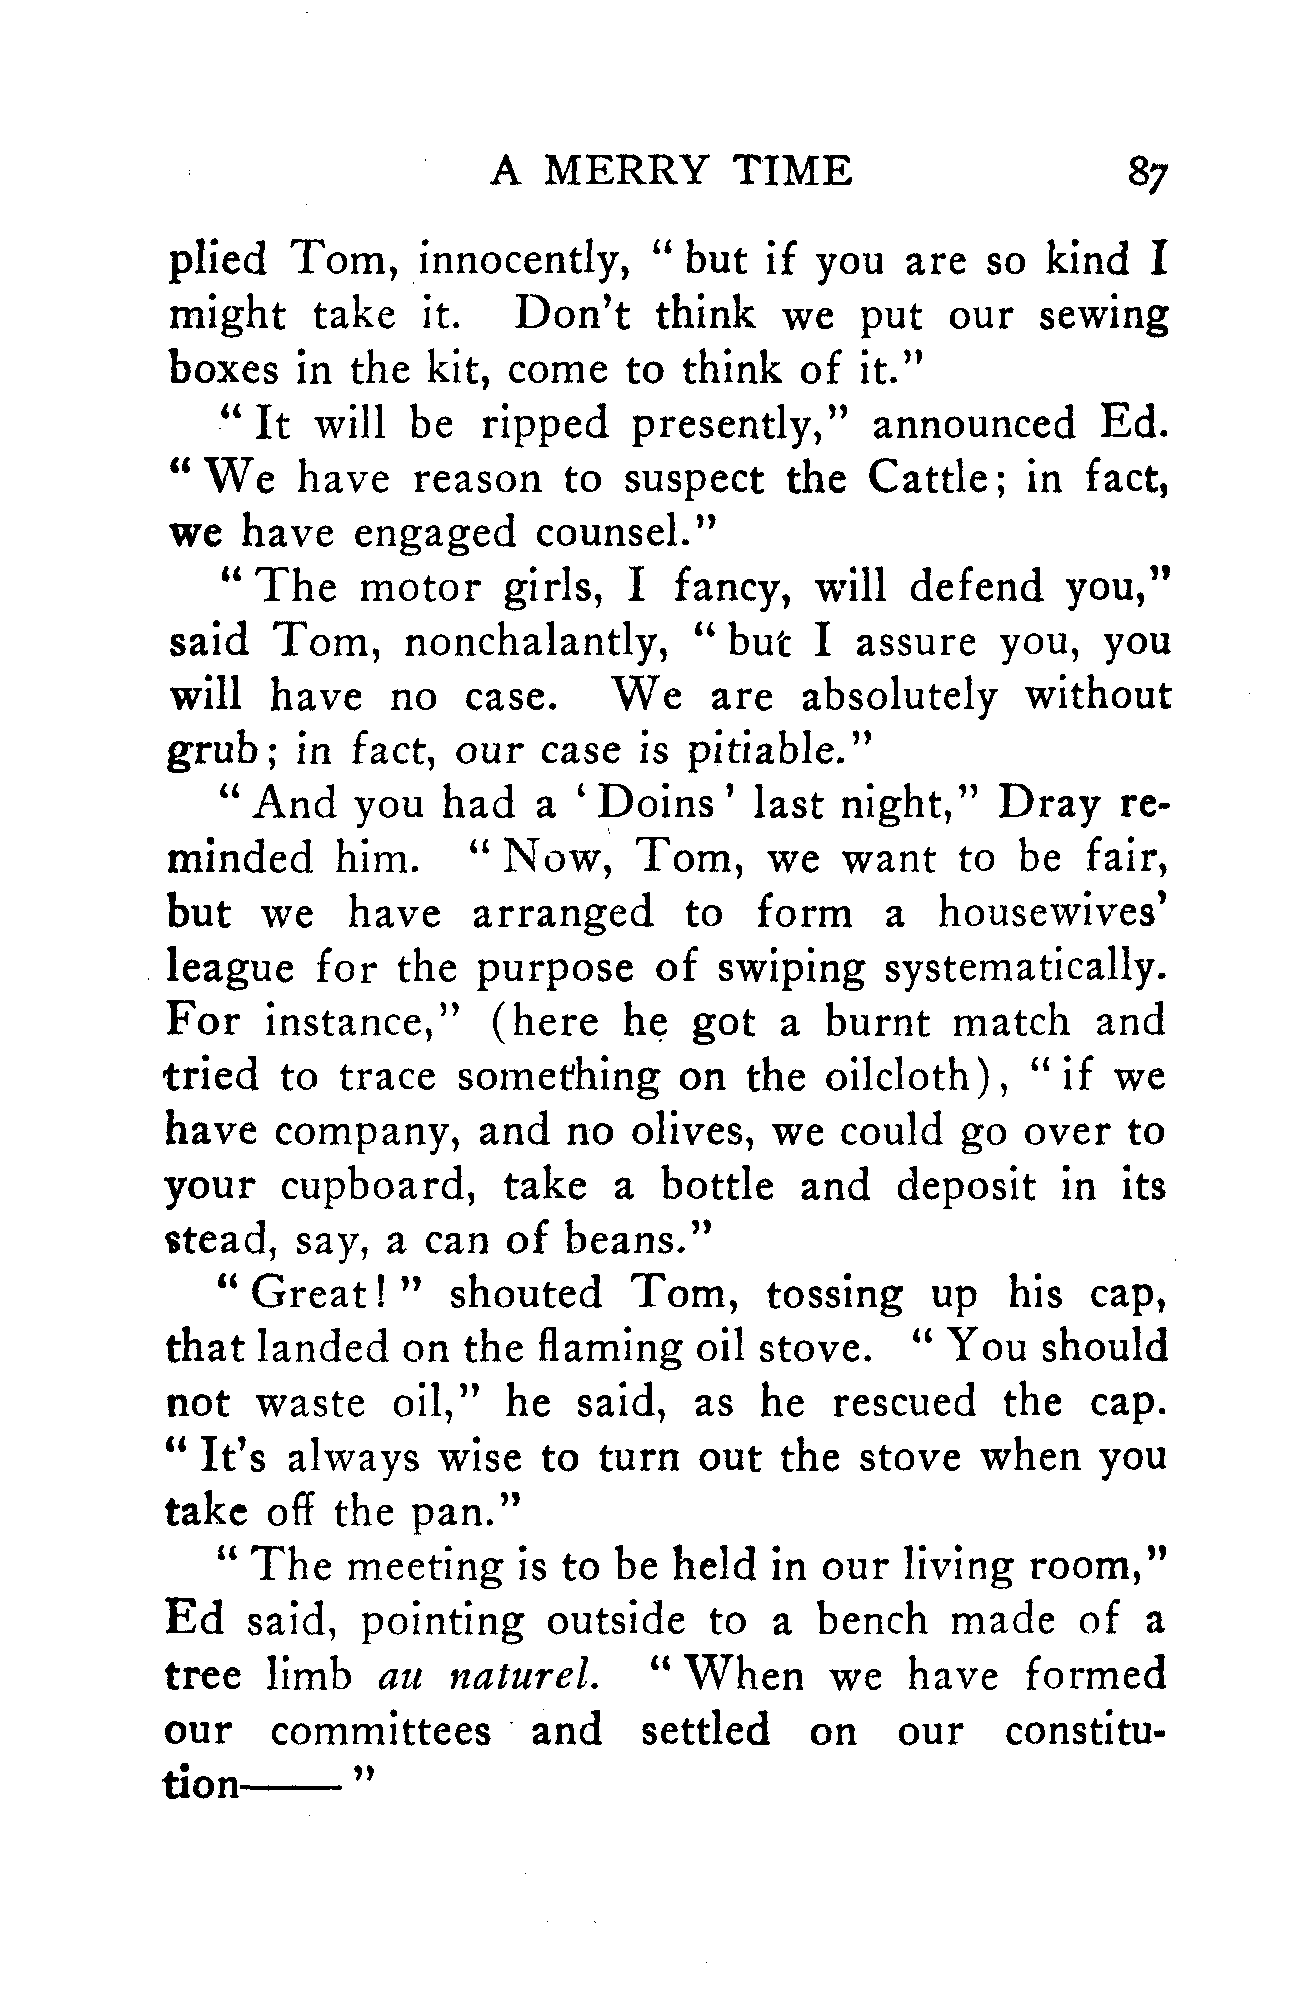 A MERRY TIME 87
plied Tom, innocently, " but if you are so kind I
might take it. Don't think we put our sewing
boxes in the kit, come to think of it."
" It will be ripped presently," announced Ed.
" We have reason to suspect the Cattle; in fact,
we have engaged counsel."
" The motor girls, I fancy, will defend you,"
said Tom, nonchalantly, " but I assure you, you
will have no case. We are absolutely without
grub; in fact, our case is pitiable."
" And you had a ' Doins ' last night," Dray re-
minded him. " Now, Tom, we want to be fair,
but we have arranged to form a housewives'
league for the purpose of swiping systematically.
For instance," (here he got a burnt match and
tried to trace something on the oilcloth), " if we
have company, and no olives, we could go over to
your cupboard, take a bottle and deposit in its
stead, say, a can of beans."
" Great! " shouted Tom, tossing up his cap,
that landed on the flaming oil stove. " You should
not waste oil," he said, as he rescued the cap.
" It's always wise to turn out the stove when you
take off the pan."
" The meeting is to be held in our living room,"
Ed said, pointing outside to a bench made of a
tree limb au naturel. " When we have formed
our committees and settled on our constitu-
tion—— "